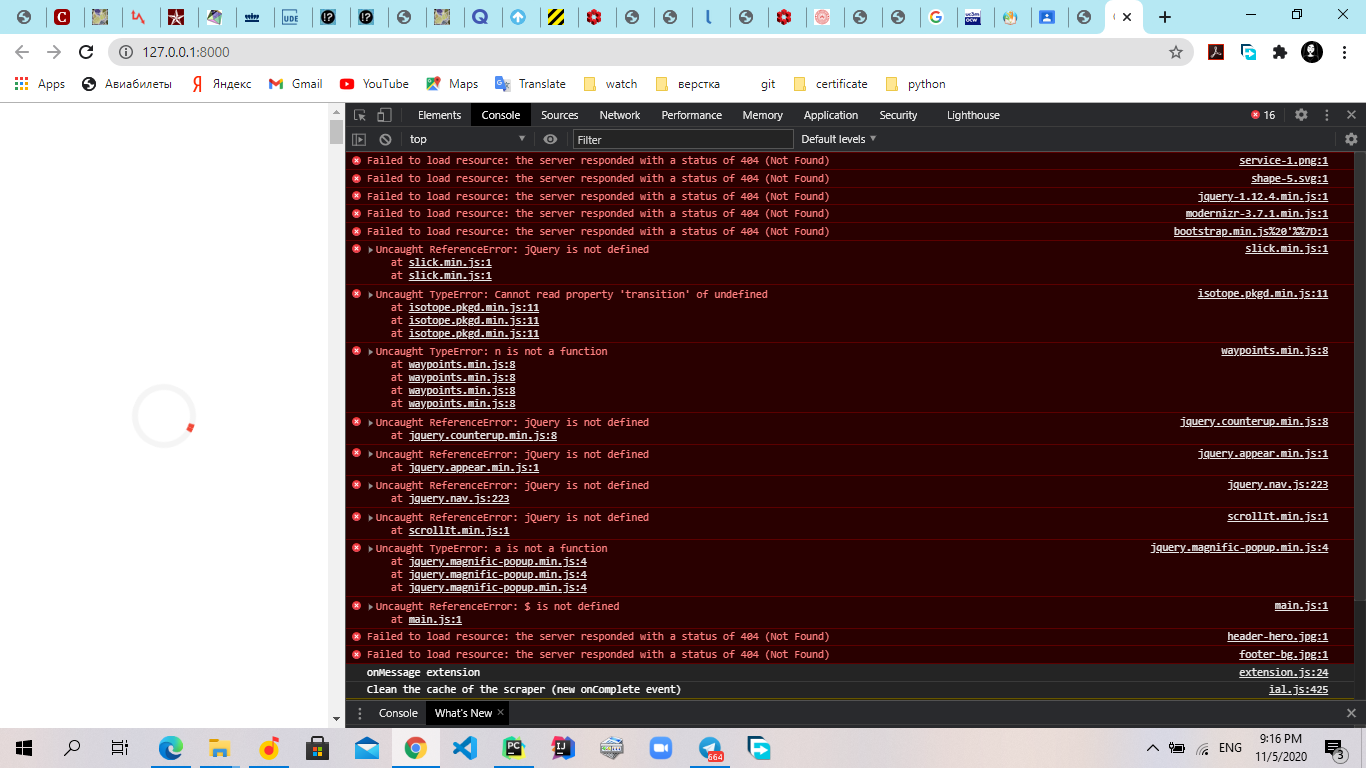 127.0.0.1:8000
Apps Авиабилеты Яндекс Gmail YouTube Maps Translate watch верстка git certificate python
Elements Console Sources Network Performance Memory Application Security Lighthouse 16
top Filter Default levels
Failed to load resource: the server responded with a status of 404 (Not Found) service-1.png:1
Failed to load resource: the server responded with a status of 404 (Not Found) shape-5.svg:1
Failed to load resource: the server responded with a status of 404 (Not Found) jquery-1.12.4.min.js:1
Failed to load resource: the server responded with a status of 404 (Not Found) modernizr-3.7.1.min.js:1
Failed to load resource: the server responded with a status of 404 (Not Found) bootstrap.min.js%20'%%7D:1
Uncaught ReferenceError: jQuery is not defined slick.min.js:1
at slick.min.js:1
at slick.min.js:1
Uncaught TypeError: Cannot read property 'transition' of undefined isotope.pkgd.min.js:11
at isotope.pkgd.min.js:11
at isotope.pkgd.min.js:11
at isotope.pkgd.min.js:11
Uncaught TypeError: n is not a function waypoints.min.js:8
at waypoints.min.js:8
at waypoints.min.js:8
at waypoints.min.js:8
at waypoints.min.js:8
Uncaught ReferenceError: jQuery is not defined jquery.counterup.min.js:8
at jquery.counterup.min.js:8
Uncaught ReferenceError: jQuery is not defined jquery.appear.min.js:1
at jquery.appear.min.js:1
Uncaught ReferenceError: jQuery is not defined jquery.nav.js:223
at jquery.nav.js:223
Uncaught ReferenceError: jQuery is not defined scrollIt.min.js:1
at scrollIt.min.js:1
Uncaught TypeError: a is not a function jquery.magnific-popup.min.js:4
at jquery.magnific-popup.min.js:4
at jquery.magnific-popup.min.js:4
at jquery.magnific-popup.min.js:4
Uncaught ReferenceError: $ is not defined main.js:1
at main.js:1
Failed to load resource: the server responded with a status of 404 (Not Found) header-hero.jpg:1
Failed to load resource: the server responded with a status of 404 (Not Found) footer-bg.jpg:1
onMessage extension extension.js:24
Clean the cache of the scraper (new onComplete event) ial.js:425
Console What's New
664 ENG 9:16 PM
11/5/2020 3